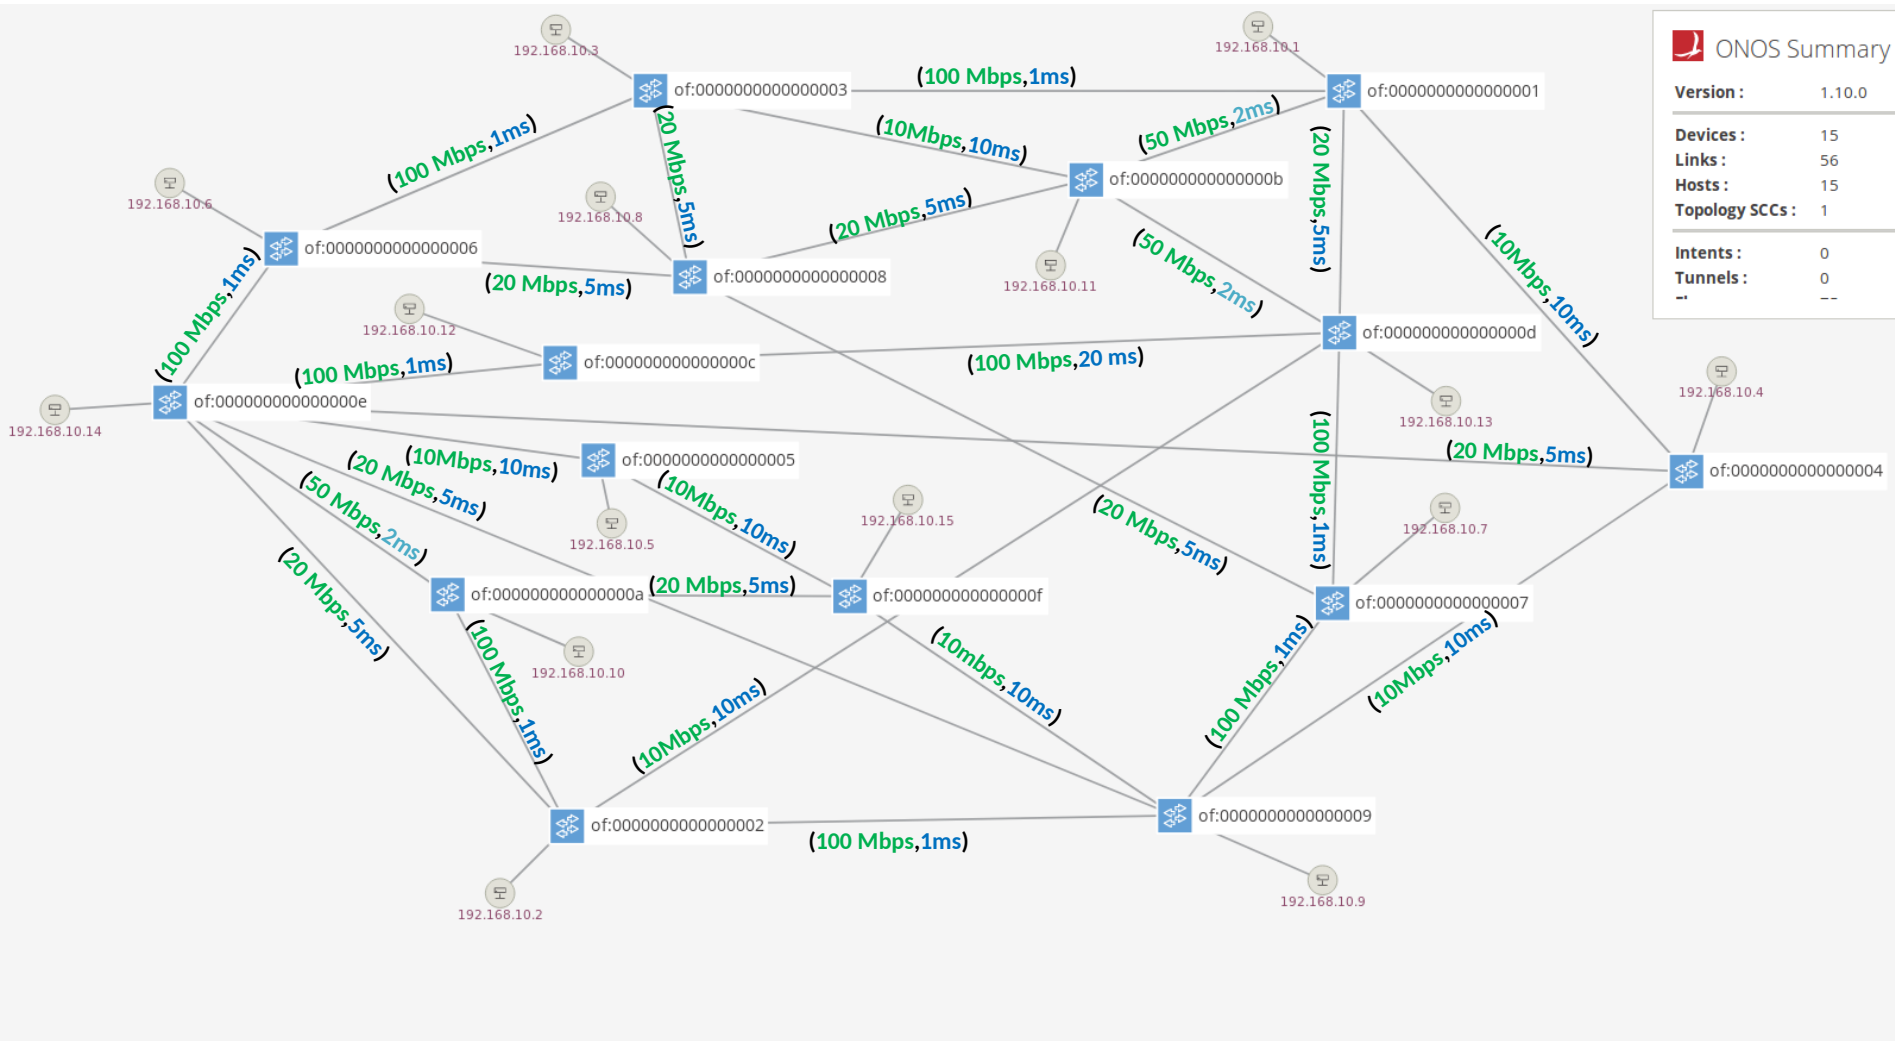 192.168.10.3
192.168.10.1
ONOS Summary
of:0000000000000003
(100 Mbps,1ms)
of:0000000000000001
Version : 1.10.0
(100 Mbps,1ms)
(20 Mbps,5ms)
(10Mbps,10ms)
(50 Mbps,2ms)
(20 Mbps,5ms)
Devices : 15
Links : 56
Hosts : 15
Topology SCCs : 1
Intents : 0
Tunnels : 0
192.168.10.6
192.168.10.8
of:000000000000000b
(20 Mbps,5ms)
of:0000000000000006
(50 Mbps,2ms)
(10Mbps,10ms)
(100 Mbps,1ms)
(20 Mbps,5ms)
of:0000000000000008
192.168.10.11
192.168.10.12
of:000000000000000d
(100 Mbps,1ms)
of:000000000000000c
(100 Mbps,20 ms)
192.168.10.4
192.168.10.14
of:000000000000000e
192.168.10.13
(10Mbps,10ms)
of:0000000000000005
(100 Mbps,1ms)
(20 Mbps,5ms)
of:0000000000000004
(20 Mbps,5ms)
(50 Mbps,2ms)
(10Mbps,10ms)
192.168.10.15
192.168.10.7
192.168.10.5
(20 Mbps,5ms)
(20 Mbps,5ms)
of:000000000000000a
(20 Mbps,5ms)
of:000000000000000f
of:0000000000000007
192.168.10.10
(100 Mbps,1ms)
(10Mbps,10ms)
(10mbps,10ms)
(100 Mbps,1ms)
(10Mbps,10ms)
of:0000000000000002
(100 Mbps,1ms)
of:0000000000000009
192.168.10.2
192.168.10.9